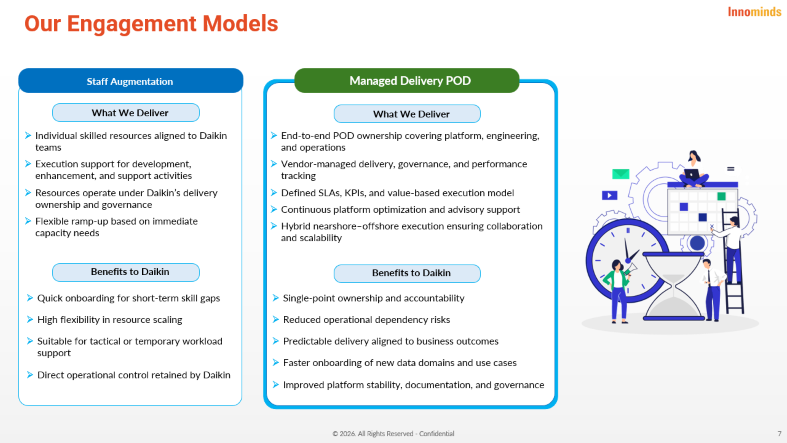 Our Engagement Models
Innominds
Staff Augmentation
What We Deliver
Individual skilled resources aligned to Daikin
teams
Execution support for development,
enhancement, and support activities
Resources operate under Daikin's delivery
ownership and governance
Flexible ramp-up based on immediate
capacity needs
Benefits to Daikin
Quick onboarding for short-term skill gaps
High flexibility in resource scaling
Suitable for tactical or temporary workload
support
Direct operational control retained by Daikin
Managed Delivery POD
What We Deliver
End-to-end POD ownership covering platform, engineering,
and operations
Vendor-managed delivery, governance, and performance
tracking
Defined SLAs, KPIs, and value-based execution model
Continuous platform optimization and advisory support
Hybrid nearshore–offshore execution ensuring collaboration
and scalability
Benefits to Daikin
Single-point ownership and accountability
Reduced operational dependency risks
Predictable delivery aligned to business outcomes
Faster onboarding of new data domains and use cases
Improved platform stability, documentation, and governance
© 2026. All Rights Reserved - Confidential
7